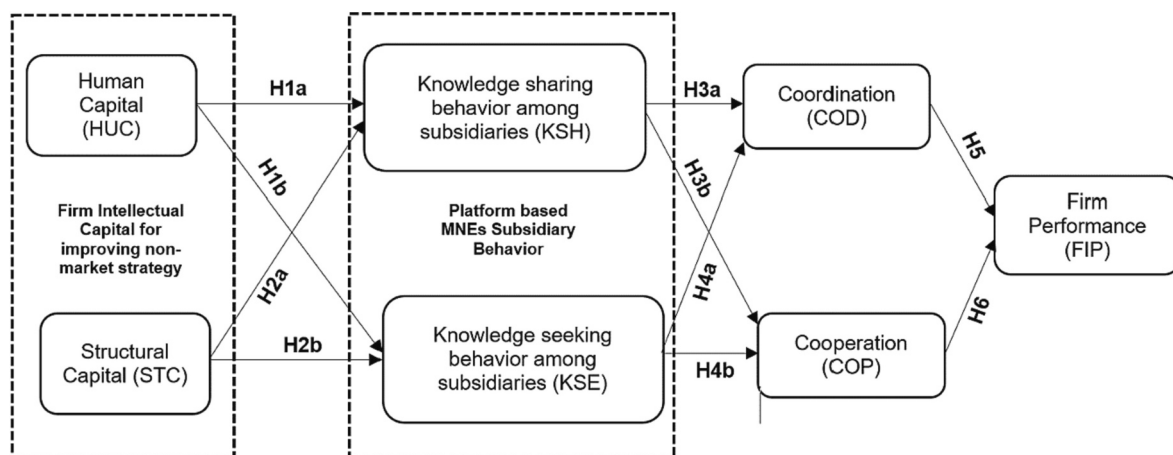 Human
Capital
(HUC)
H1a
Knowledge sharing
behavior among
subsidiaries (KSH)
H3a
Coordination
(COD)
H1b
H3b
H5
Firm Intellectual
Capital for
improving non-
market strategy
Platform based
MNEs Subsidiary
Behavior
Firm
Performance
(FIP)
H2a
H4a
H6
Structural
Capital (STC)
H2b
Knowledge seeking
behavior among
subsidiaries (KSE)
H4b
Cooperation
(COP)